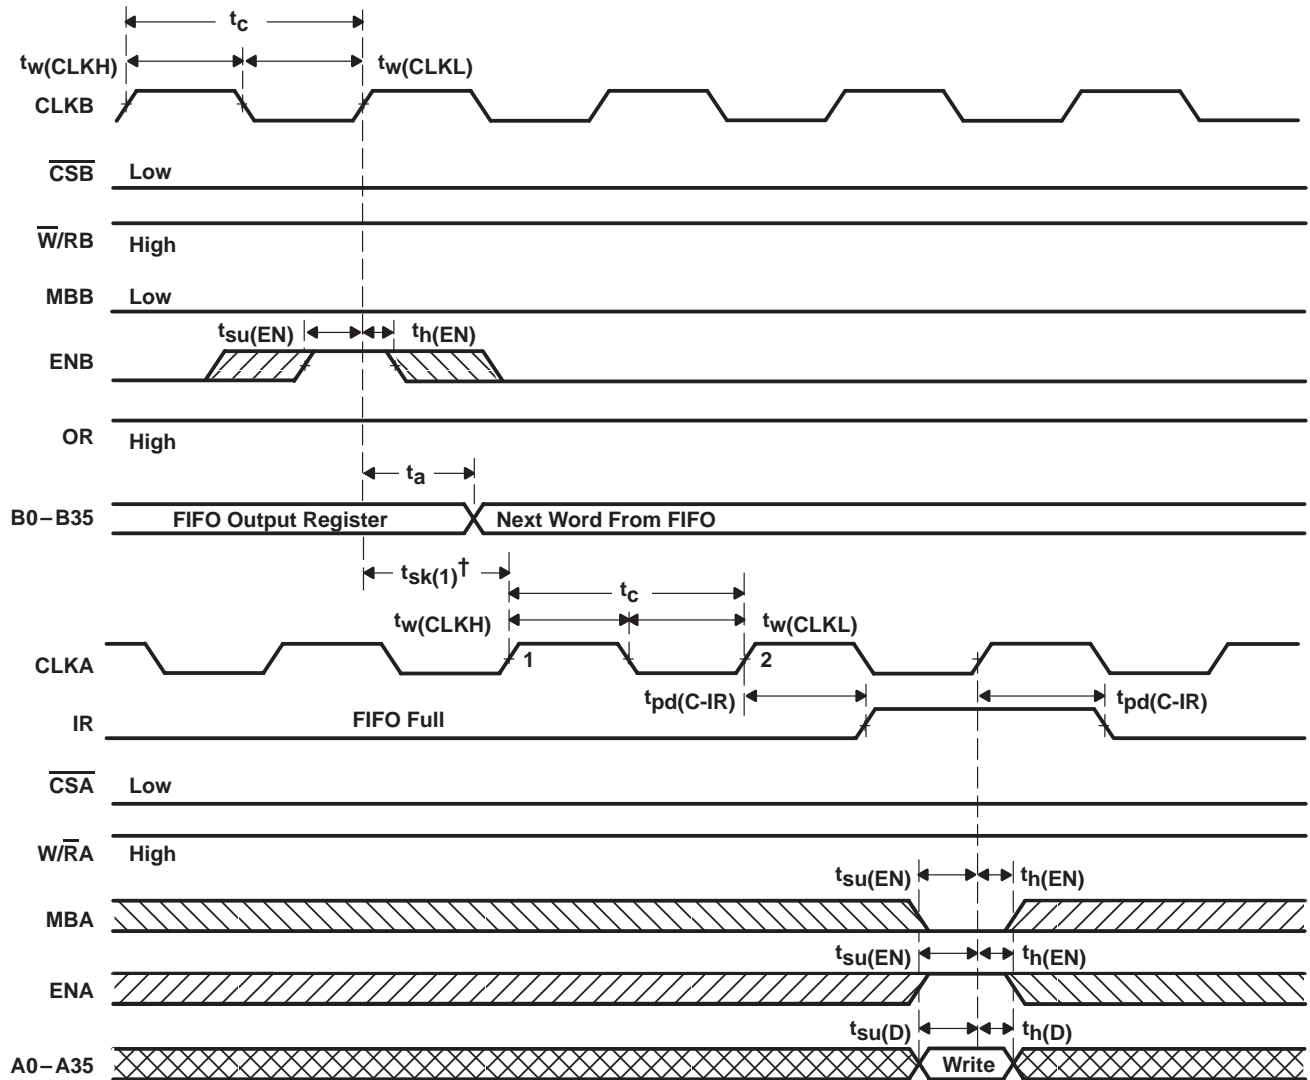 tc
tw(CLKH) tw(CLKL)
CLKB
CSB Low
W/RB High
MBB Low
tsu(EN) th(EN)
ENB
OR High
ta
B0–B35 FIFO Output Register Next Word From FIFO
tsk(1)†
tc
tw(CLKH) tw(CLKL)
CLKA 1 2
tpd(C-IR) tpd(C-IR)
IR FIFO Full
CSA Low
W/RA High
tsu(EN) th(EN)
MBA
tsu(EN) th(EN)
ENA
tsu(D) th(D)
A0–A35 Write